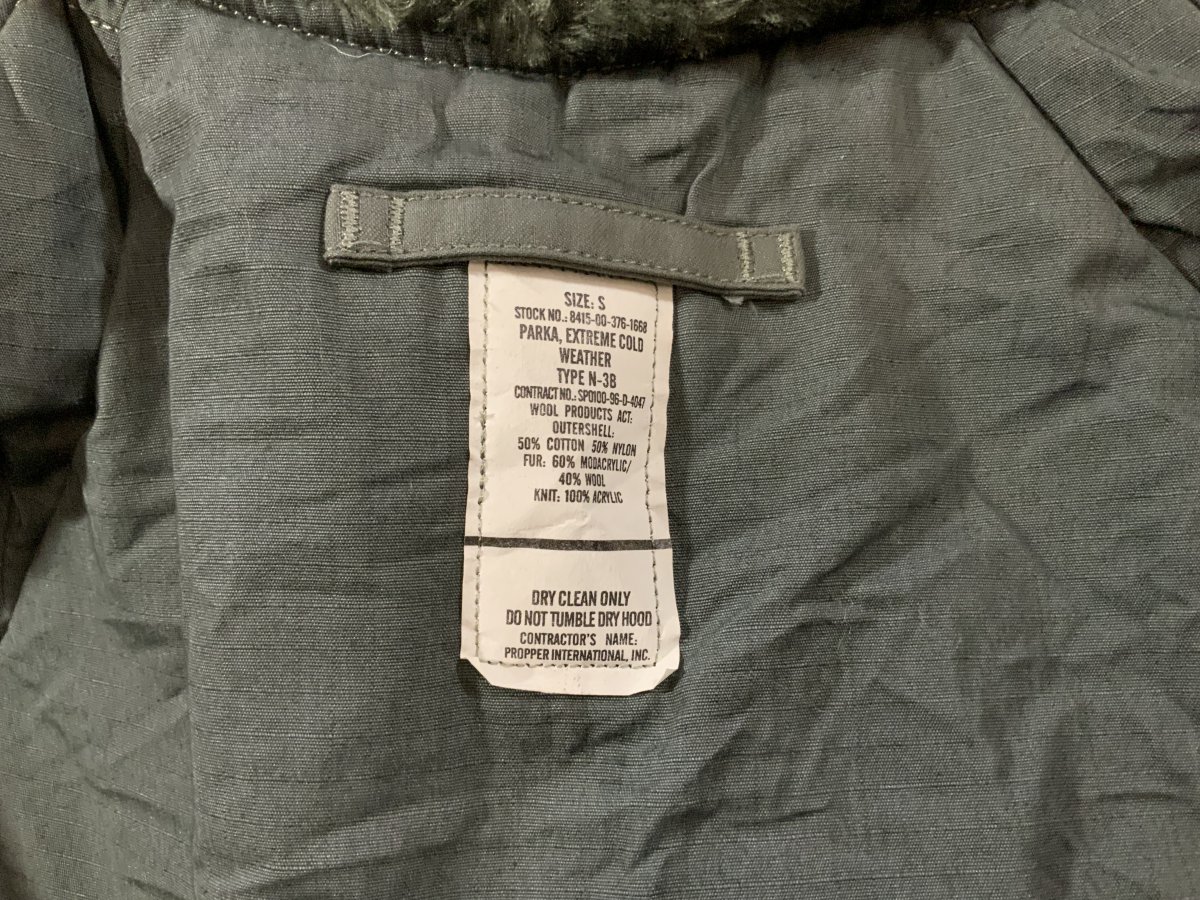 SIZE: S
STOCK NO.: 8415-00-376-1668
PARKA, EXTREME COLD
WEATHER
TYPE N-3B
CONTRACT NO.: SPO100-96-D-4047
WOOL PRODUCTS ACT:
OUTERSHELL:
50% COTTON 50% NYLON
FUR: 60% MODACRYLIC/
40% WOOL
KNIT: 100% ACRYLIC
DRY CLEAN ONLY
DO NOT TUMBLE DRY HOOD
CONTRACTOR'S NAME:
PROPPER INTERNATIONAL, INC.